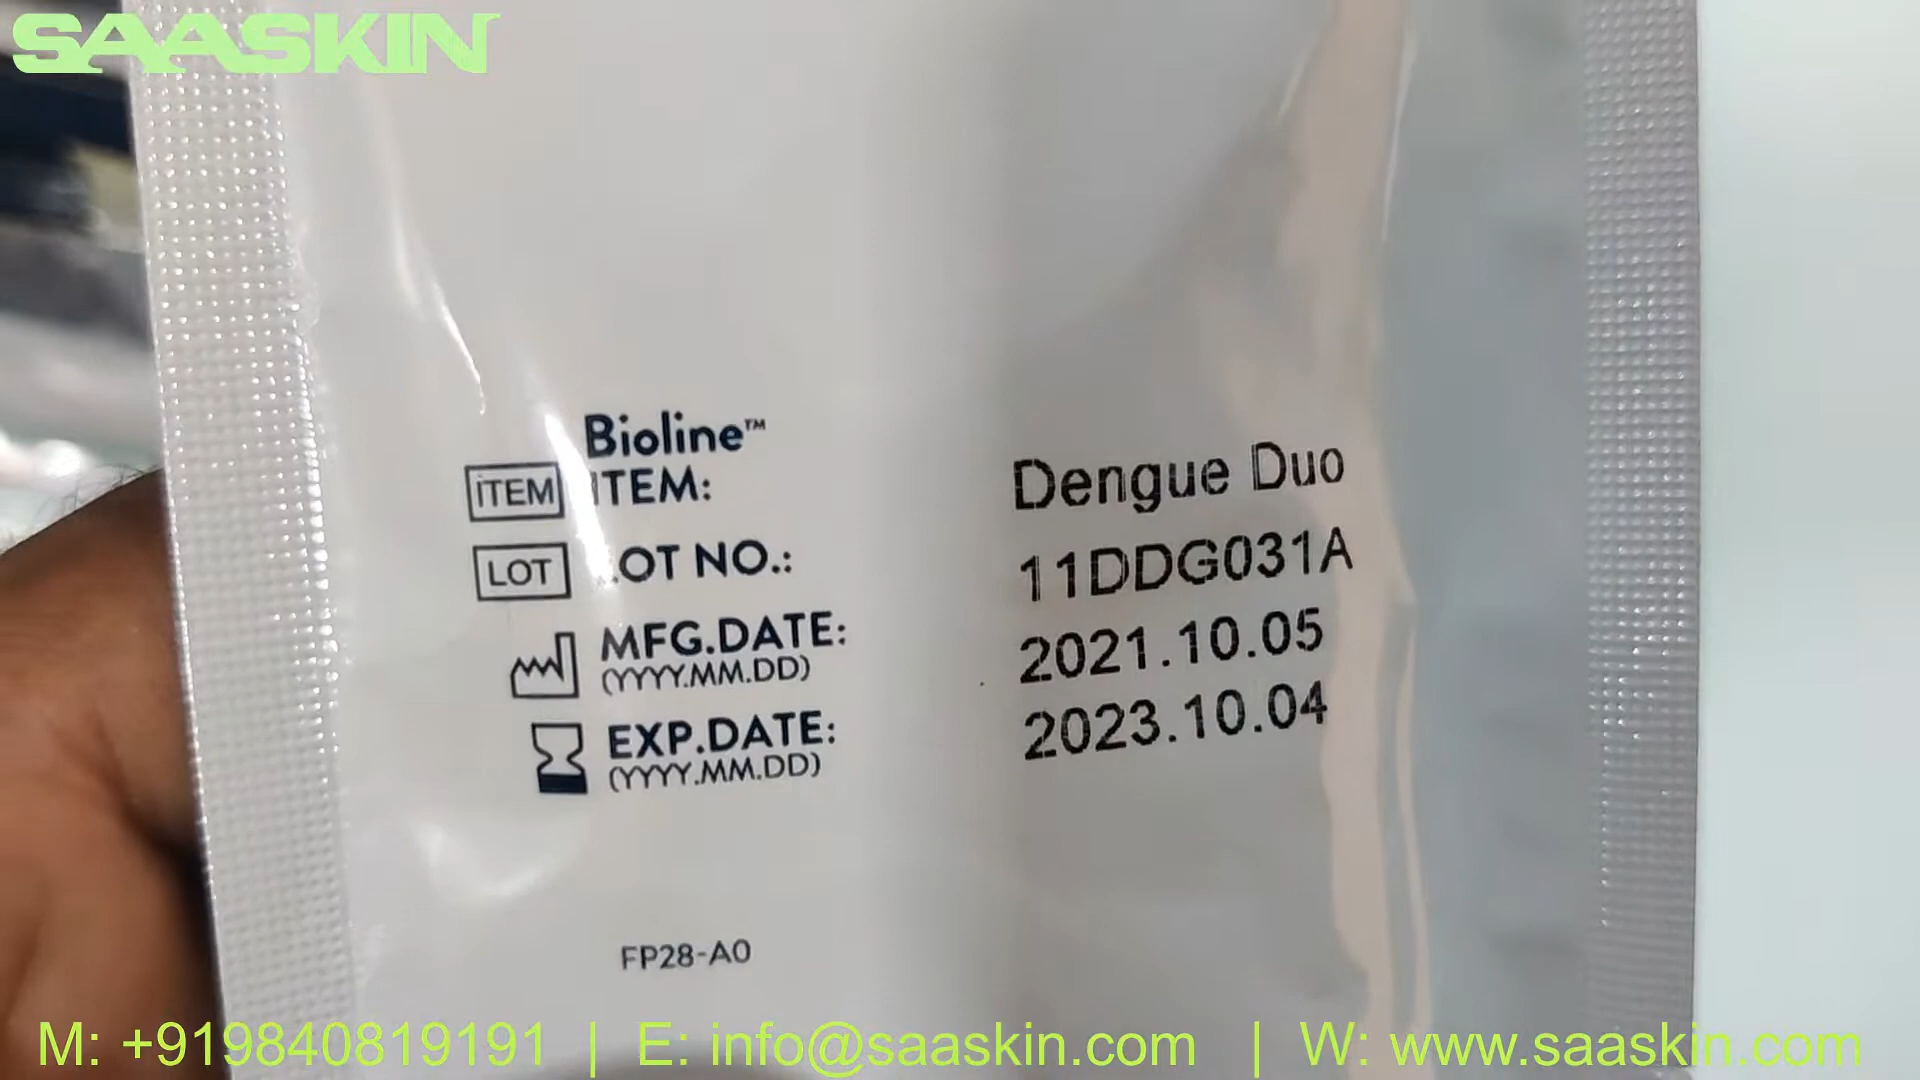 SAASKIN
Bioline™
ITEM ITEM: Dengue Duo
LOT LOT NO.: 11DDG031A
MFG.DATE: 2021.10.05
(YYYY.MM.DD)
EXP.DATE: 2023.10.04
(YYYY.MM.DD)
FP28-A0
M: +919840819191 | E: info@saaskin.com | W: www.saaskin.com